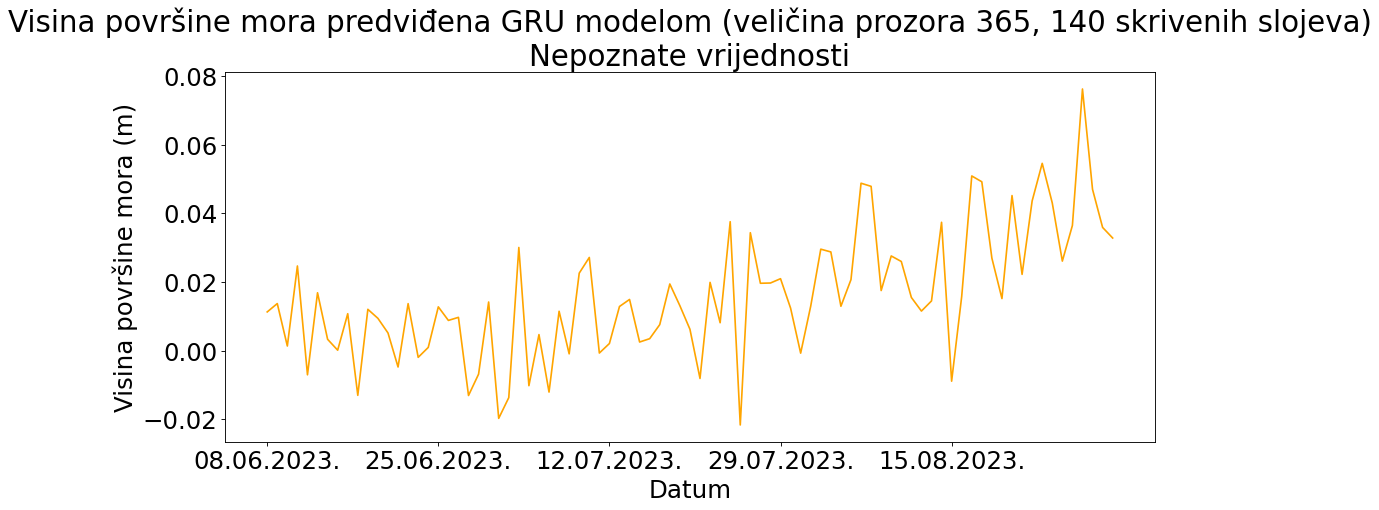 Visina površine mora predviđena GRU modelom (veličina prozora 365, 140 skrivenih slojeva)
Nepoznate vrijednosti
Visina površine mora (m)
0.08
0.06
0.04
0.02
0.00
−0.02
08.06.2023. 25.06.2023. 12.07.2023. 29.07.2023. 15.08.2023.
Datum